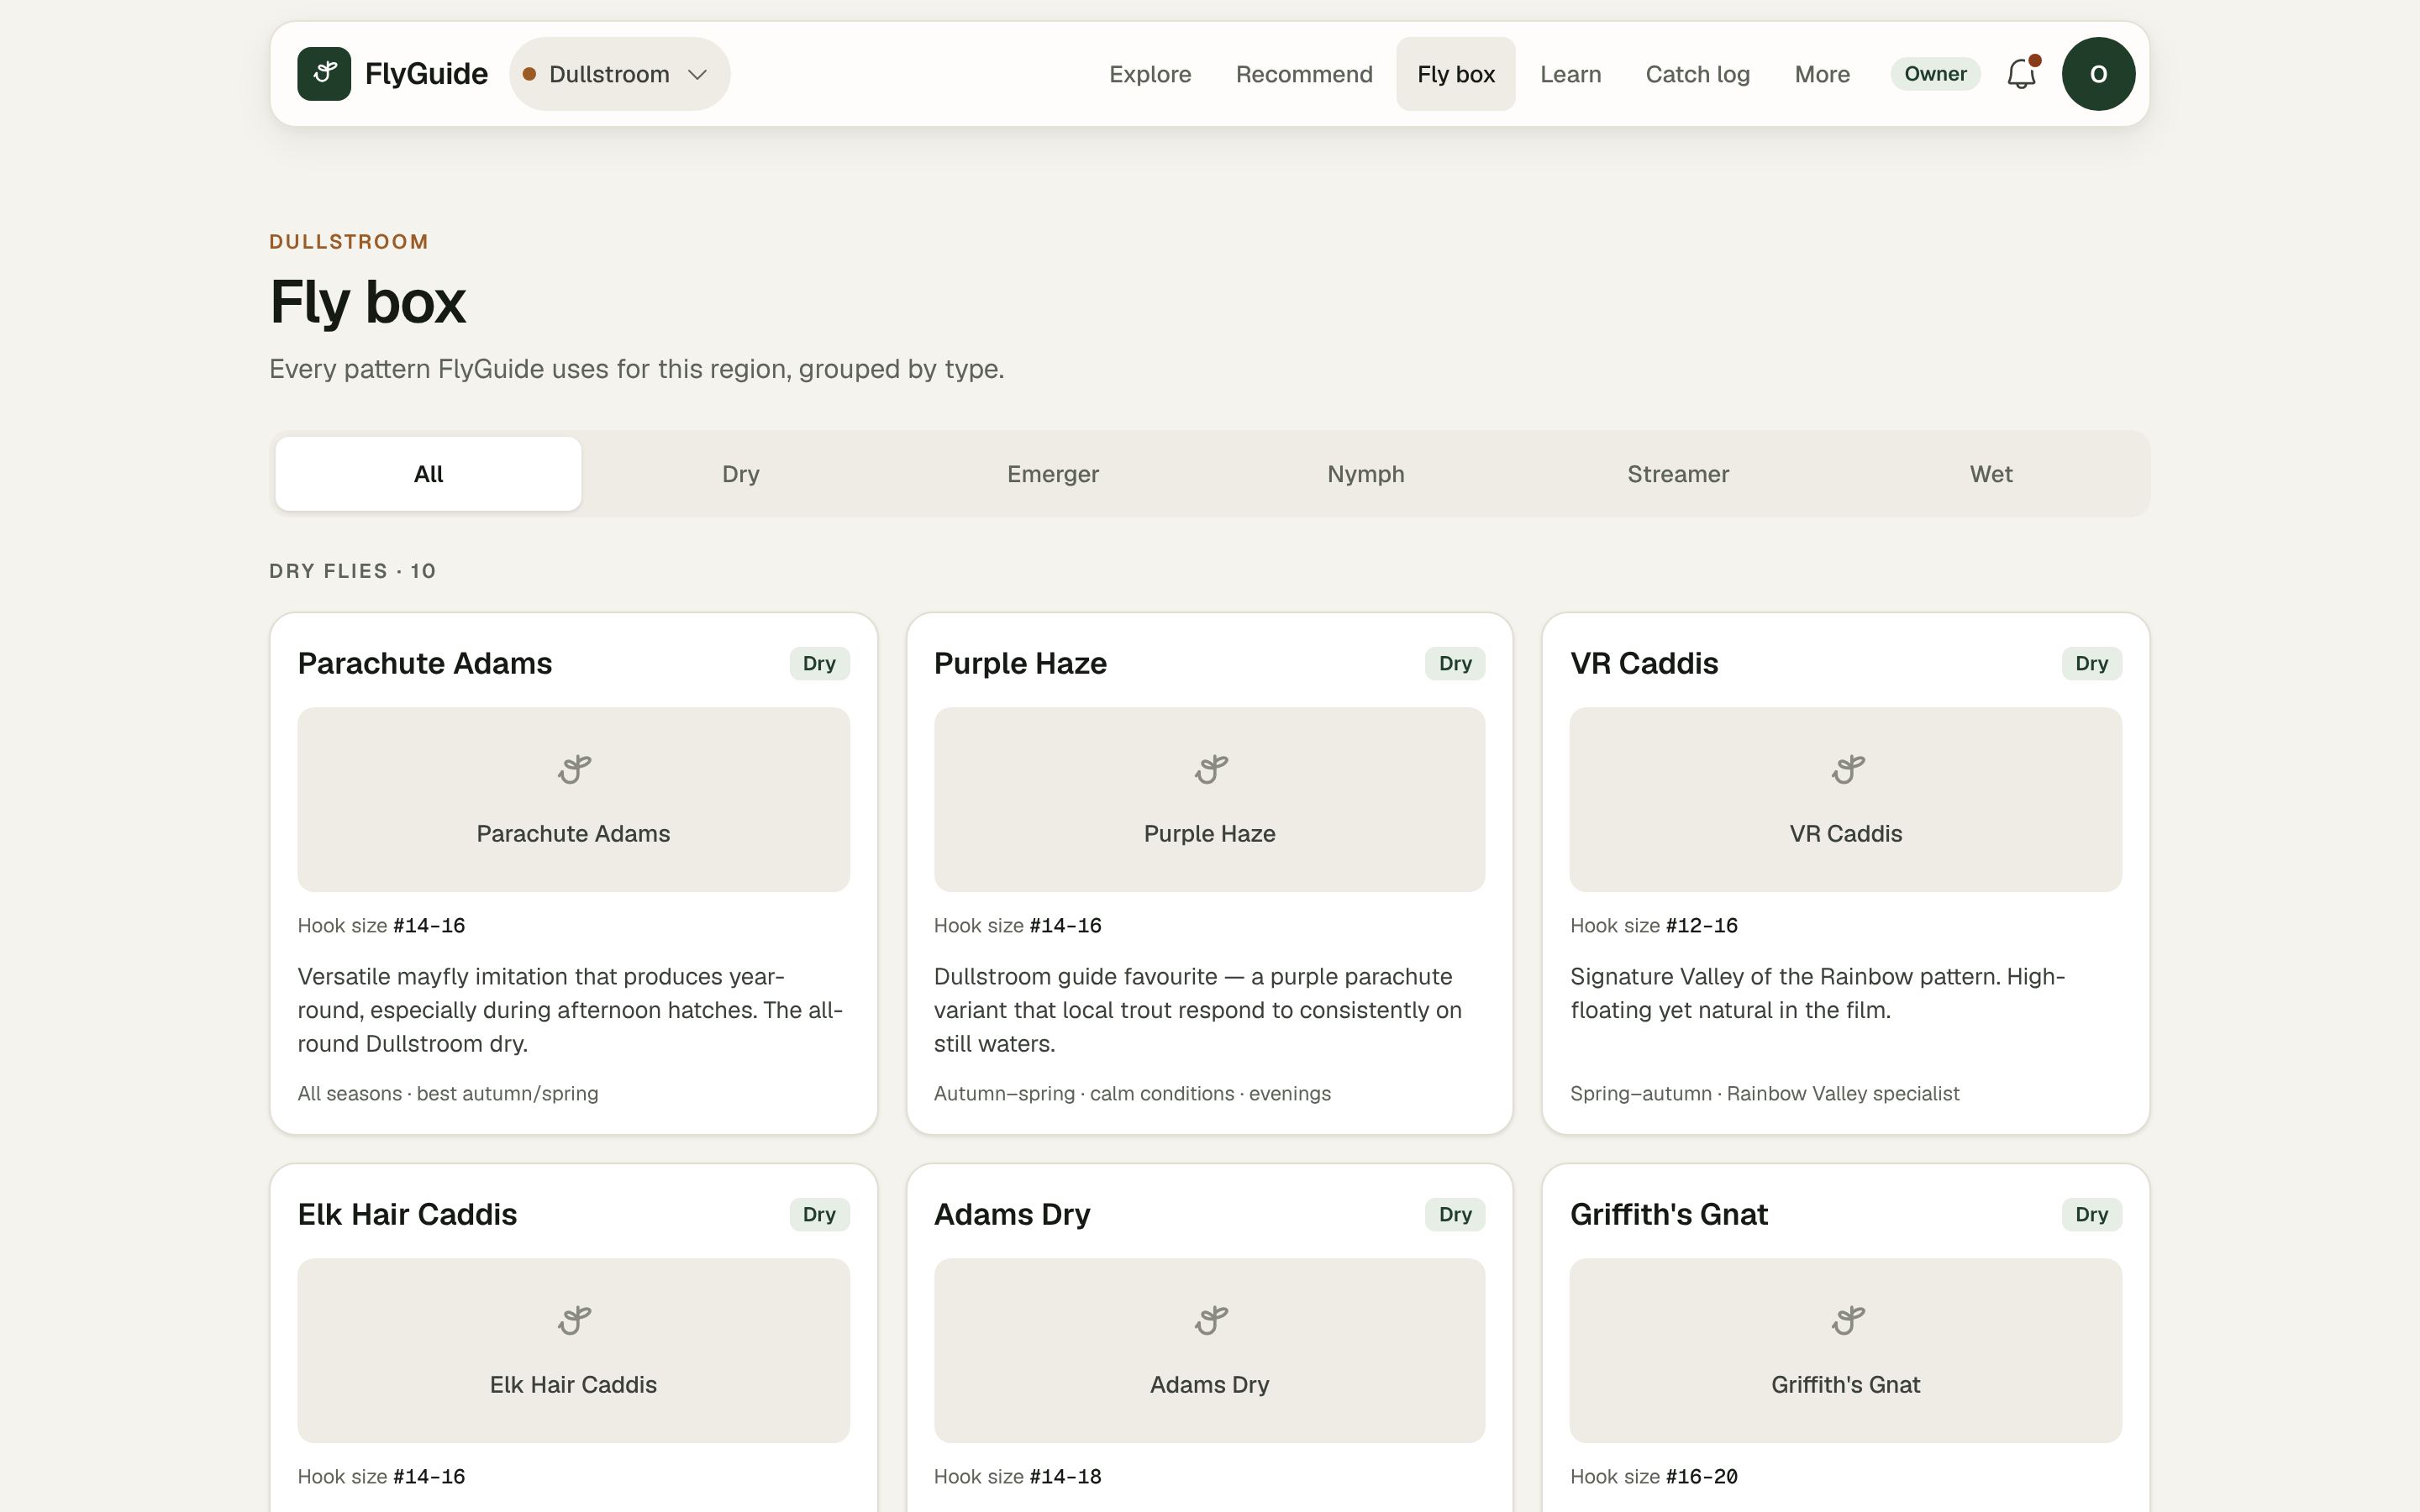 FlyGuide
Dullstroom
Explore
Recommend
Fly box
Learn
Catch log
More
Owner
O
DULLSTROOM
Fly box
Every pattern FlyGuide uses for this region, grouped by type.
All
Dry
Emerger
Nymph
Streamer
Wet
DRY FLIES · 10
Parachute Adams
Dry
Parachute Adams
Hook size #14–16
Versatile mayfly imitation that produces year-
round, especially during afternoon hatches. The all-
round Dullstroom dry.
All seasons · best autumn/spring
Purple Haze
Dry
Purple Haze
Hook size #14–16
Dullstroom guide favourite — a purple parachute
variant that local trout respond to consistently on
still waters.
Autumn–spring · calm conditions · evenings
VR Caddis
Dry
VR Caddis
Hook size #12–16
Signature Valley of the Rainbow pattern. High-
floating yet natural in the film.
Spring–autumn · Rainbow Valley specialist
Elk Hair Caddis
Dry
Elk Hair Caddis
Hook size #14–16
Adams Dry
Dry
Adams Dry
Hook size #14–18
Griffith's Gnat
Dry
Griffith's Gnat
Hook size #16–20